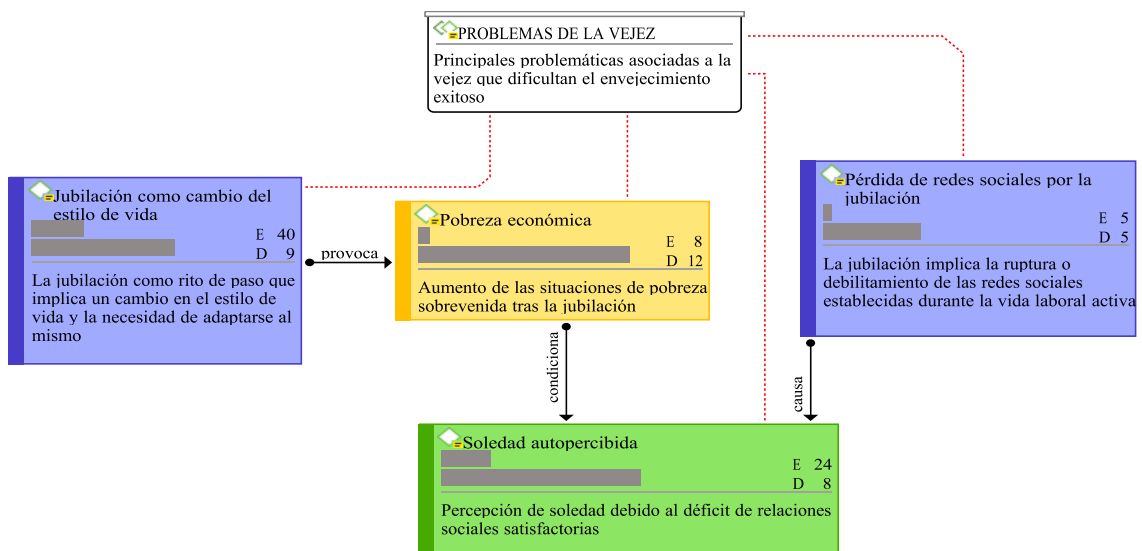 PROBLEMAS DE LA VEJEZ
Principales problemáticas asociadas a la
vejez que dificultan el envejecimiento
exitoso
Jubilación como cambio del
estilo de vida
E 40
D 9
La jubilación como rito de paso que
implica un cambio en el estilo de
vida y la necesidad de adaptarse al
mismo
provoca
Pobreza económica
E 8
D 12
Aumento de las situaciones de pobreza
sobrevenida tras la jubilación
Pérdida de redes sociales por la
jubilación
E 5
D 5
La jubilación implica la ruptura o
debilitamiento de las redes sociales
establecidas durante la vida laboral activa
condiciona
causa
Soledad autopercibida
E 24
D 8
Percepción de soledad debido al déficit de relaciones
sociales satisfactorias